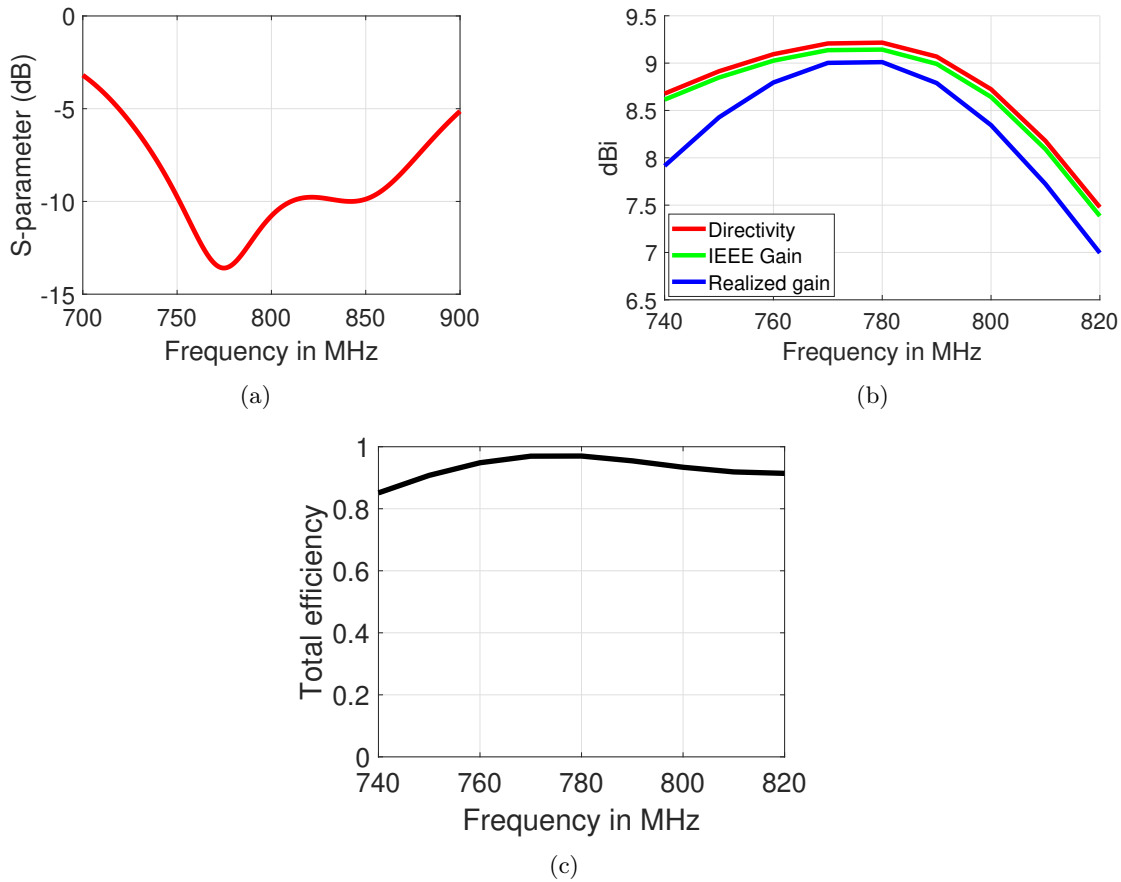 0
-5
-10
-15
S-parameter (dB)
700 750 800 850 900
Frequency in MHz
(a)
9.5
9
8.5
8
7.5
7
6.5
dBi
Directivity
IEEE Gain
Realized gain
740 760 780 800 820
Frequency in MHz
(b)
1
0.8
0.6
0.4
0.2
0
Total efficiency
740 760 780 800 820
Frequency in MHz
(c)